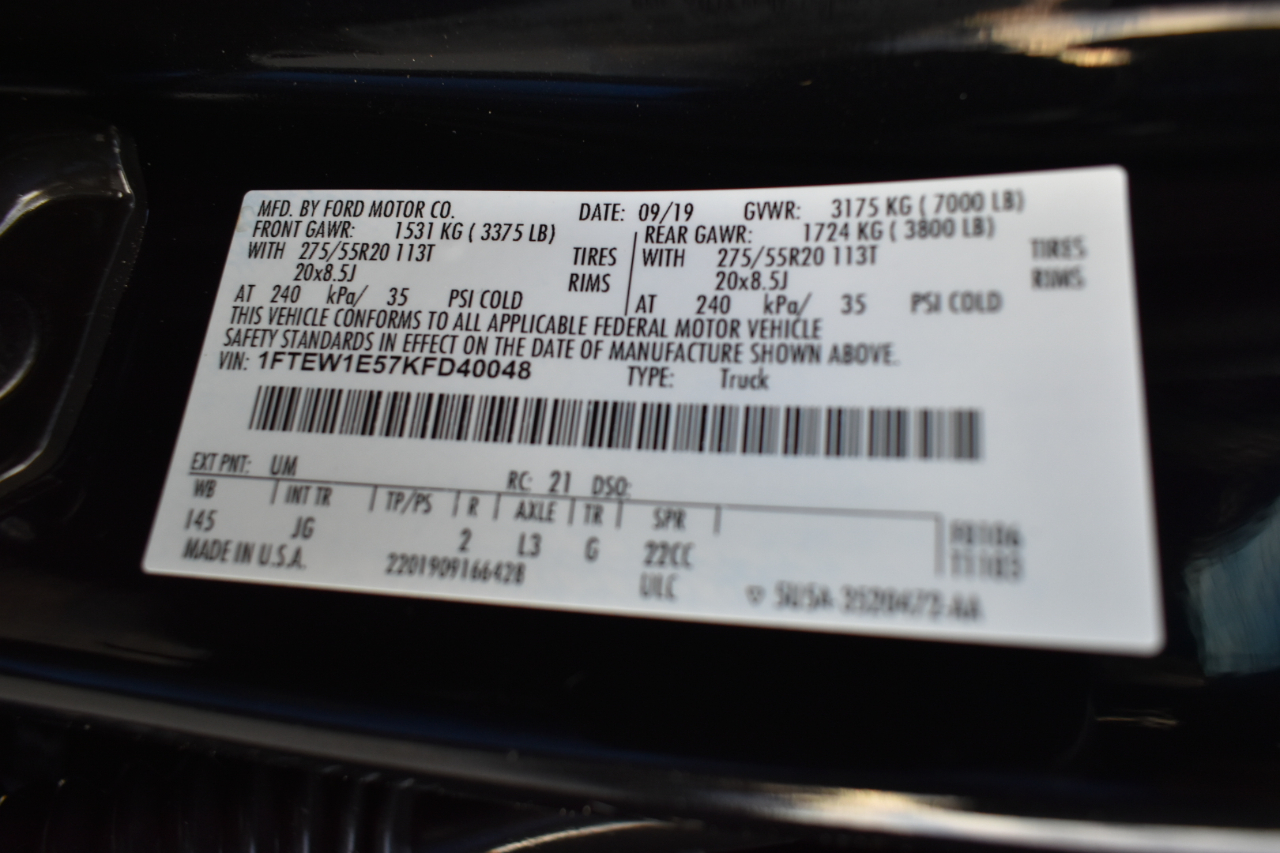 MFD. BY FORD MOTOR CO. DATE: 09/19 GVWR: 3175 KG ( 7000 LB)
FRONT GAWR: 1531 KG ( 3375 LB) REAR GAWR: 1724 KG ( 3800 LB)
WITH 275/55R20 113T TIRES WITH 275/55R20 113T TIRES
20x8.5J RIMS 20x8.5J RIMS
AT 240 kPa/ 35 PSI COLD AT 240 kPa/ 35 PSI COLD
THIS VEHICLE CONFORMS TO ALL APPLICABLE FEDERAL MOTOR VEHICLE
SAFETY STANDARDS IN EFFECT ON THE DATE OF MANUFACTURE SHOWN ABOVE.
VIN: 1FTEW1E57KFD40048 TYPE: Truck
EXT PNT: UM RC: 21 DSO:
WB INT TR TP/PS R AXLE TR SPR
145 JG 2 L3 G 22CC
MADE IN U.S.A. 2201909166428 ULC